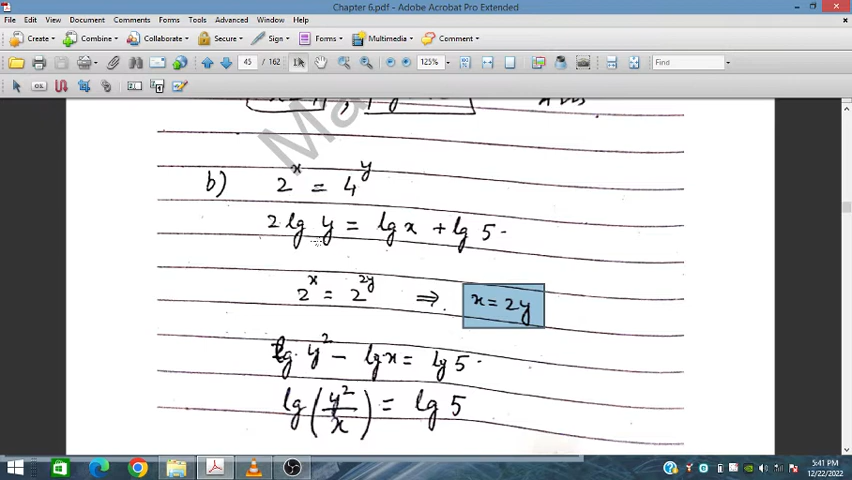 Chapter 6.pdf - Adobe Acrobat Pro Extended
File Edit View Document Comments Forms Tools Advanced Window Help
Create Combine Collaborate Secure Sign Forms Multimedia Comment
45 / 162 125% Find
b) 2^x = 4^y
2 lg y = lg x + lg 5
2^x = 2^{2y} ⇒ x = 2y
lg y^2 - lg x = lg 5
lg (y^2/x) = lg 5
5:41 PM
12/22/2022